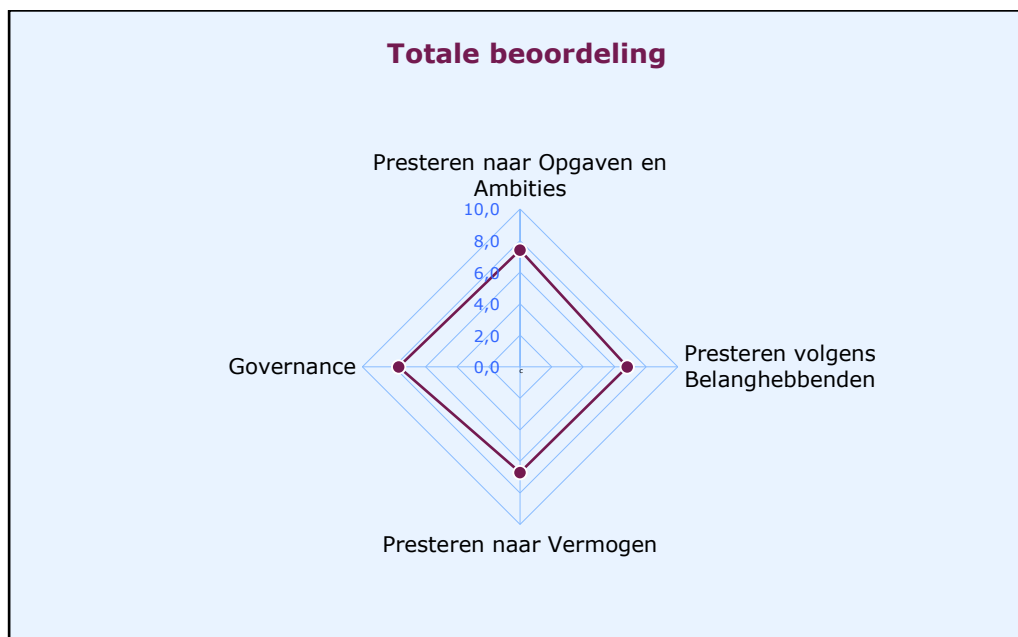 Totale beoordeling
Presteren naar Opgaven en
Ambities
10,0
8,0
6,0
4,0
2,0
0,0
c
Governance
Presteren volgens
Belanghebbenden
Presteren naar Vermogen